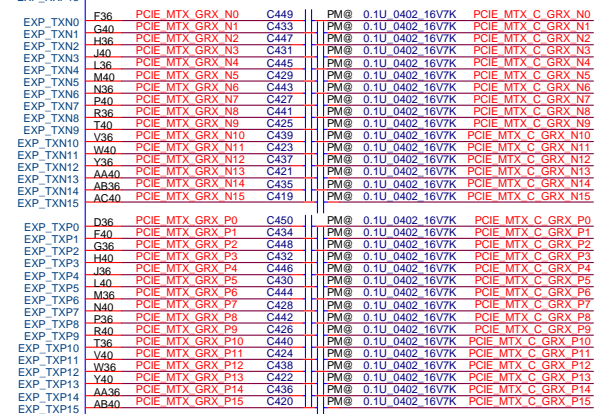 EXP_TXN0 F36 PCIE_MTX_GRX_N0 C449 PM@ 0.1U_0402_16V7K PCIE_MTX_C_GRX_N0
EXP_TXN1 G40 PCIE_MTX_GRX_N1 C433 PM@ 0.1U_0402_16V7K PCIE_MTX_C_GRX_N1
EXP_TXN2 H36 PCIE_MTX_GRX_N2 C447 PM@ 0.1U_0402_16V7K PCIE_MTX_C_GRX_N2
EXP_TXN3 J40 PCIE_MTX_GRX_N3 C431 PM@ 0.1U_0402_16V7K PCIE_MTX_C_GRX_N3
EXP_TXN4 L36 PCIE_MTX_GRX_N4 C445 PM@ 0.1U_0402_16V7K PCIE_MTX_C_GRX_N4
EXP_TXN5 M40 PCIE_MTX_GRX_N5 C429 PM@ 0.1U_0402_16V7K PCIE_MTX_C_GRX_N5
EXP_TXN6 N36 PCIE_MTX_GRX_N6 C443 PM@ 0.1U_0402_16V7K PCIE_MTX_C_GRX_N6
EXP_TXN7 P40 PCIE_MTX_GRX_N7 C427 PM@ 0.1U_0402_16V7K PCIE_MTX_C_GRX_N7
EXP_TXN8 R36 PCIE_MTX_GRX_N8 C441 PM@ 0.1U_0402_16V7K PCIE_MTX_C_GRX_N8
EXP_TXN9 T40 PCIE_MTX_GRX_N9 C425 PM@ 0.1U_0402_16V7K PCIE_MTX_C_GRX_N9
EXP_TXN10 V36 PCIE_MTX_GRX_N10 C439 PM@ 0.1U_0402_16V7K PCIE_MTX_C_GRX_N10
EXP_TXN11 W40 PCIE_MTX_GRX_N11 C423 PM@ 0.1U_0402_16V7K PCIE_MTX_C_GRX_N11
EXP_TXN12 Y36 PCIE_MTX_GRX_N12 C437 PM@ 0.1U_0402_16V7K PCIE_MTX_C_GRX_N12
EXP_TXN13 AA40 PCIE_MTX_GRX_N13 C421 PM@ 0.1U_0402_16V7K PCIE_MTX_C_GRX_N13
EXP_TXN14 AB36 PCIE_MTX_GRX_N14 C435 PM@ 0.1U_0402_16V7K PCIE_MTX_C_GRX_N14
EXP_TXN15 AC40 PCIE_MTX_GRX_N15 C419 PM@ 0.1U_0402_16V7K PCIE_MTX_C_GRX_N15
EXP_TXP0 D36 PCIE_MTX_GRX_P0 C450 PM@ 0.1U_0402_16V7K PCIE_MTX_C_GRX_P0
EXP_TXP1 F40 PCIE_MTX_GRX_P1 C434 PM@ 0.1U_0402_16V7K PCIE_MTX_C_GRX_P1
EXP_TXP2 G36 PCIE_MTX_GRX_P2 C448 PM@ 0.1U_0402_16V7K PCIE_MTX_C_GRX_P2
EXP_TXP3 H40 PCIE_MTX_GRX_P3 C432 PM@ 0.1U_0402_16V7K PCIE_MTX_C_GRX_P3
EXP_TXP4 J36 PCIE_MTX_GRX_P4 C446 PM@ 0.1U_0402_16V7K PCIE_MTX_C_GRX_P4
EXP_TXP5 L40 PCIE_MTX_GRX_P5 C430 PM@ 0.1U_0402_16V7K PCIE_MTX_C_GRX_P5
EXP_TXP6 M36 PCIE_MTX_GRX_P6 C444 PM@ 0.1U_0402_16V7K PCIE_MTX_C_GRX_P6
EXP_TXP7 N40 PCIE_MTX_GRX_P7 C428 PM@ 0.1U_0402_16V7K PCIE_MTX_C_GRX_P7
EXP_TXP8 P36 PCIE_MTX_GRX_P8 C442 PM@ 0.1U_0402_16V7K PCIE_MTX_C_GRX_P8
EXP_TXP9 R40 PCIE_MTX_GRX_P9 C426 PM@ 0.1U_0402_16V7K PCIE_MTX_C_GRX_P9
EXP_TXP10 T36 PCIE_MTX_GRX_P10 C440 PM@ 0.1U_0402_16V7K PCIE_MTX_C_GRX_P10
EXP_TXP11 V40 PCIE_MTX_GRX_P11 C424 PM@ 0.1U_0402_16V7K PCIE_MTX_C_GRX_P11
EXP_TXP12 W36 PCIE_MTX_GRX_P12 C438 PM@ 0.1U_0402_16V7K PCIE_MTX_C_GRX_P12
EXP_TXP13 Y40 PCIE_MTX_GRX_P13 C422 PM@ 0.1U_0402_16V7K PCIE_MTX_C_GRX_P13
EXP_TXP14 AA36 PCIE_MTX_GRX_P14 C436 PM@ 0.1U_0402_16V7K PCIE_MTX_C_GRX_P14
EXP_TXP15 AB40 PCIE_MTX_GRX_P15 C420 PM@ 0.1U_0402_16V7K PCIE_MTX_C_GRX_P15